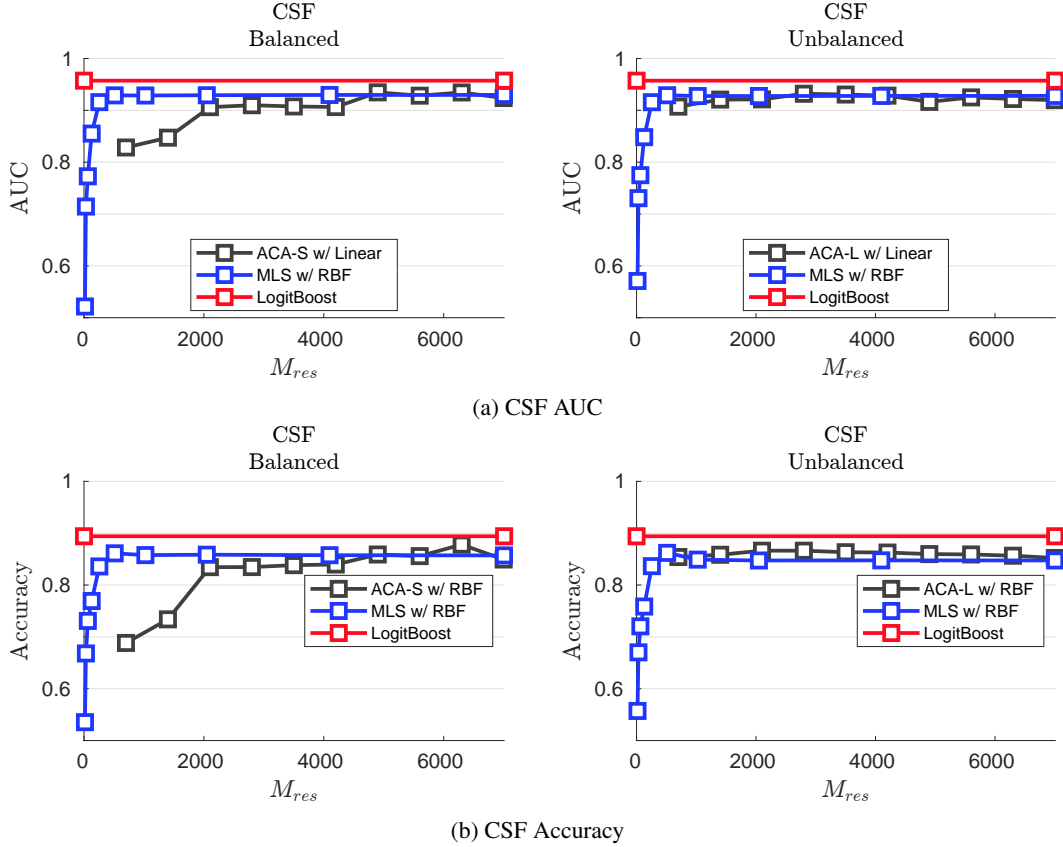 CSF
Balanced
1
0.8
0.6
AUC
ACA-S w/ Linear
MLS w/ RBF
LogitBoost
0 2000 4000 6000
M_res
CSF
Unbalanced
1
0.8
0.6
AUC
ACA-L w/ Linear
MLS w/ RBF
LogitBoost
0 2000 4000 6000
M_res
(a) CSF AUC
CSF
Balanced
1
0.8
0.6
Accuracy
ACA-S w/ RBF
MLS w/ RBF
LogitBoost
0 2000 4000 6000
M_res
CSF
Unbalanced
1
0.8
0.6
Accuracy
ACA-L w/ RBF
MLS w/ RBF
LogitBoost
0 2000 4000 6000
M_res
(b) CSF Accuracy